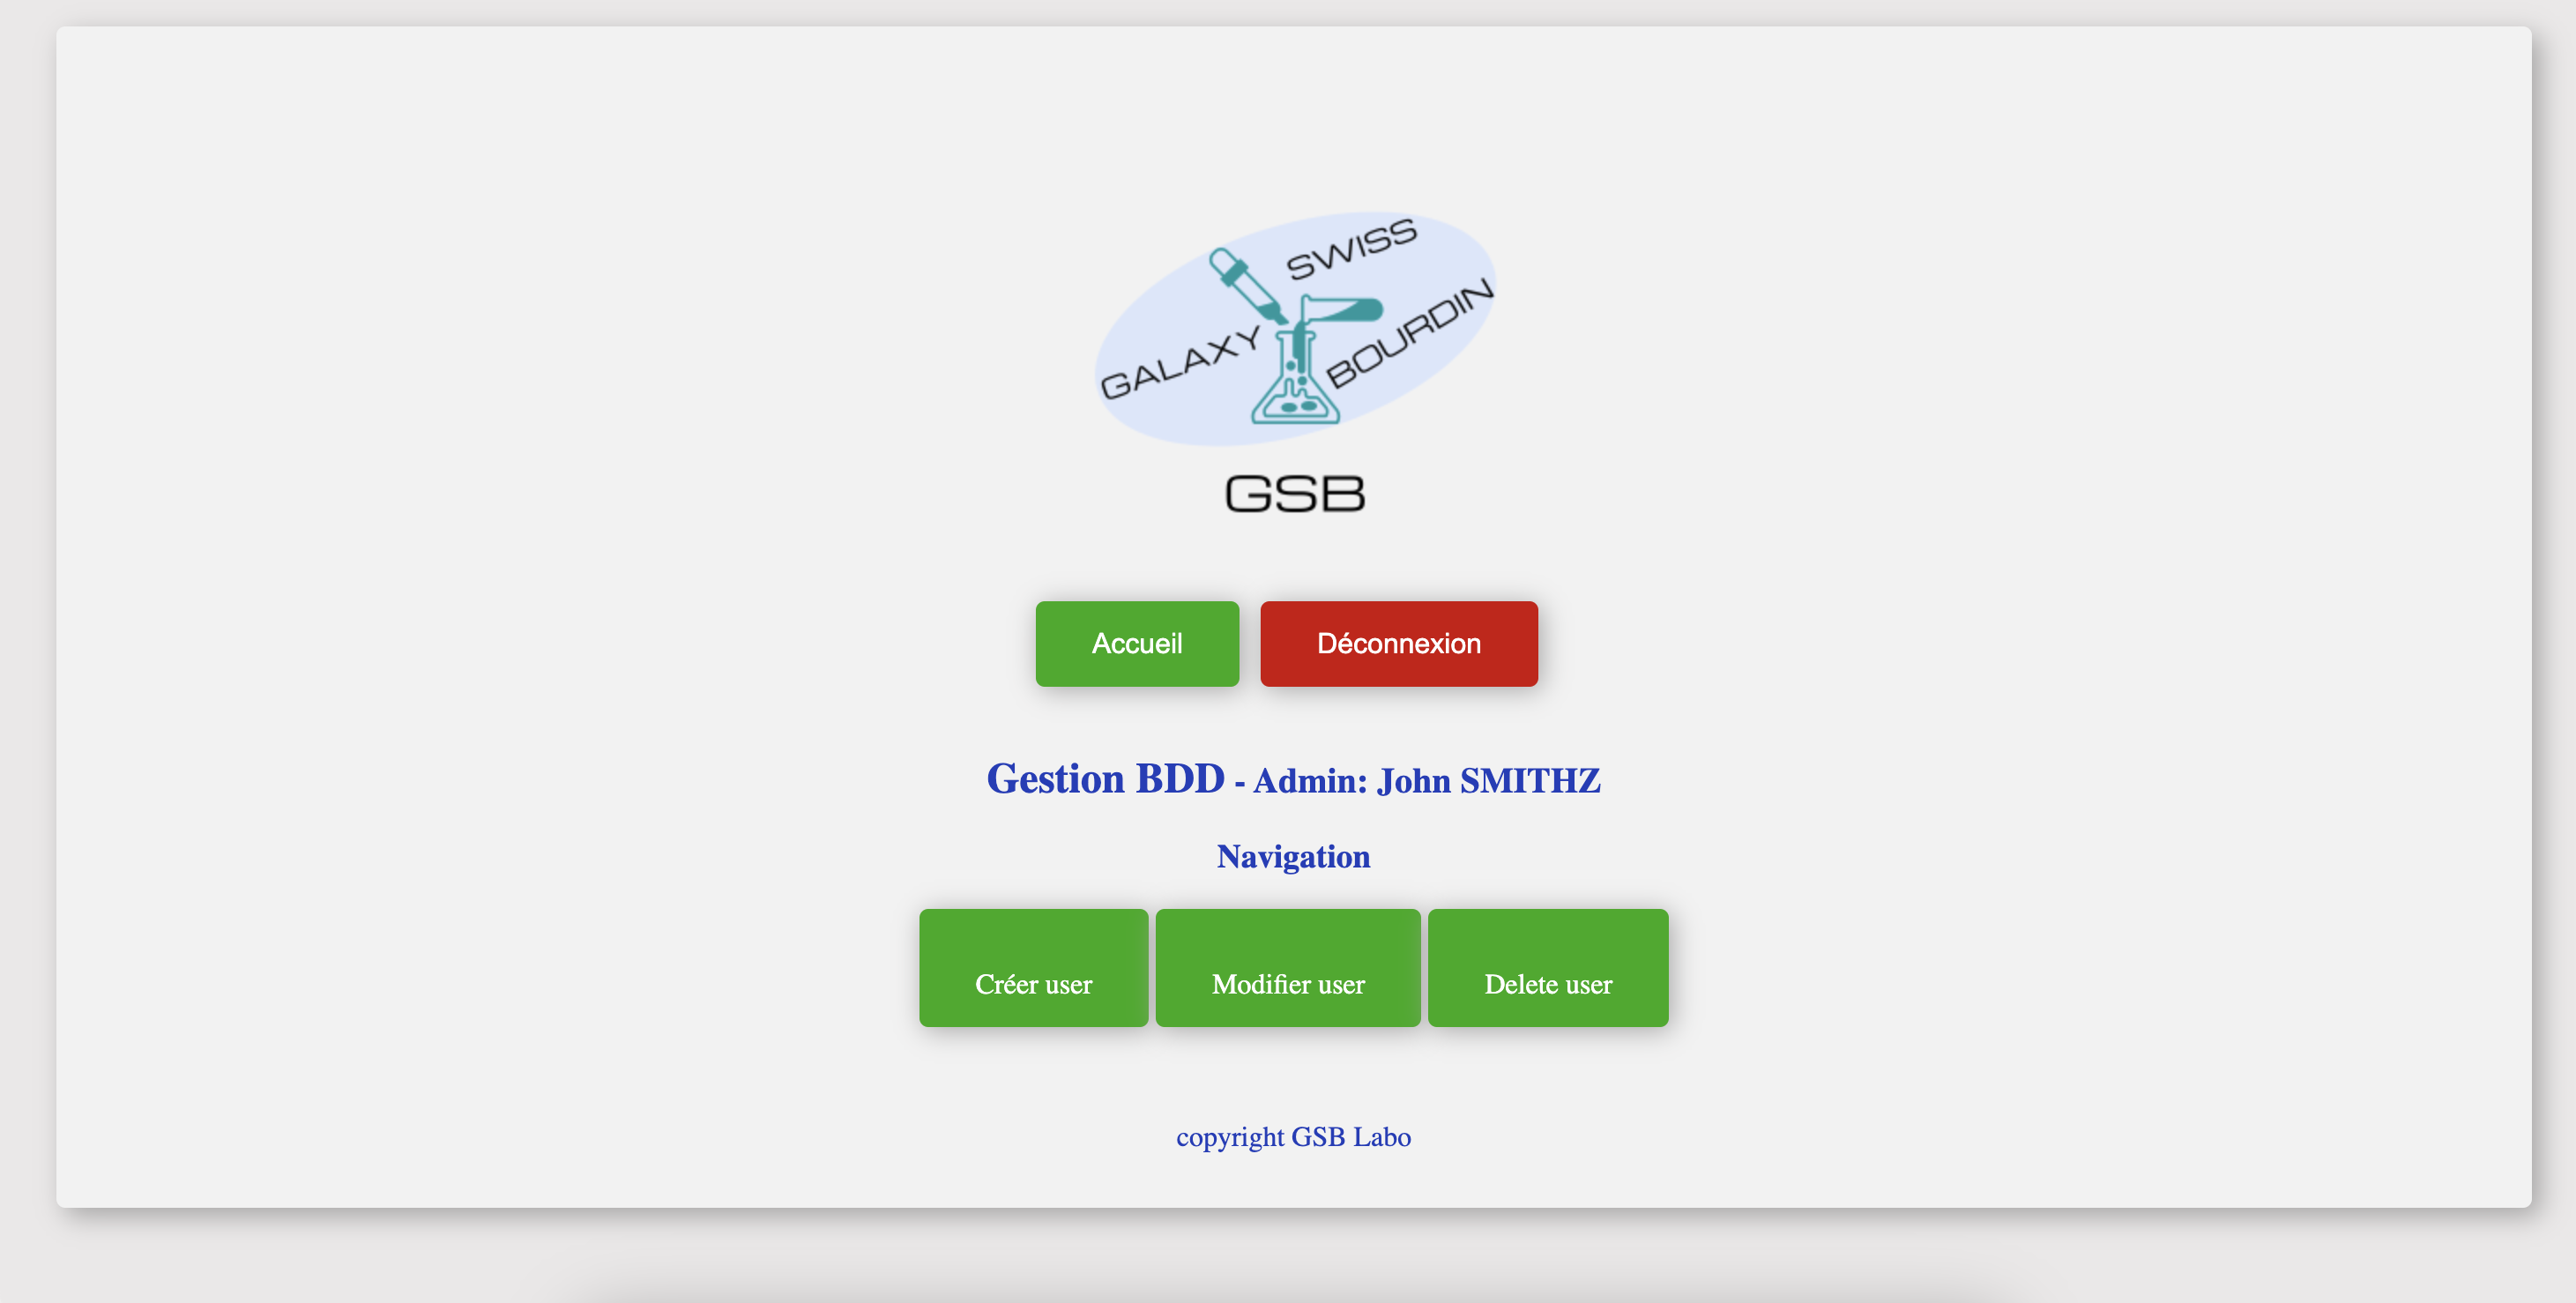 SWISS
GALAXY
BOURDIN
GSB
Accueil Déconnexion
Gestion BDD - Admin: John SMITHZ
Navigation
Créer user Modifier user Delete user
copyright GSB Labo